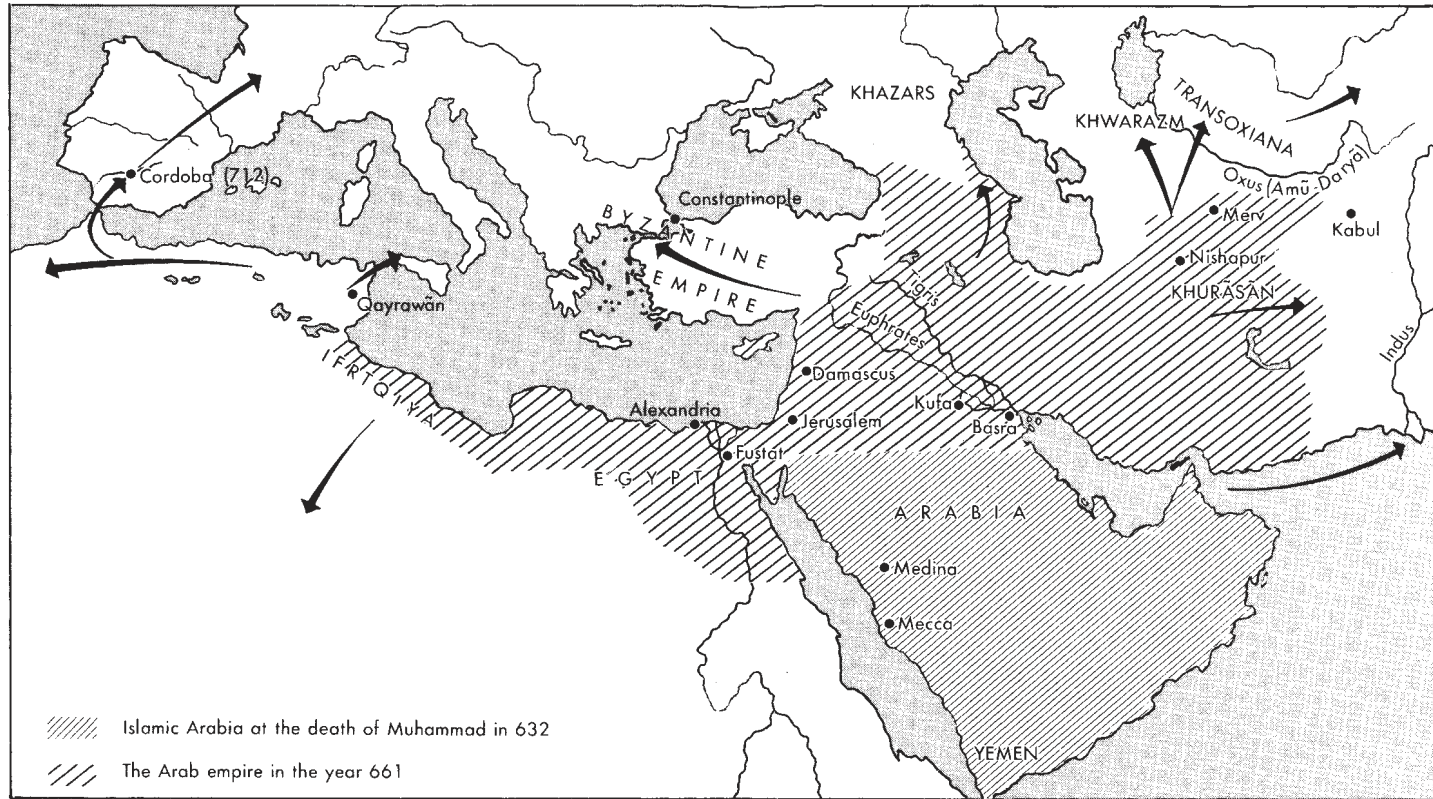 KHAZARS
TRANSOXIANA
KHWARAZM
Oxus (Amū-Daryā)
Cordoba (712)
Constantinople
BYZANTINE
EMPIRE
Merv
Kabul
Nishapur
KHURĀSĀN
Tigris
Euphrates
Indus
Qayrawān
IFRTQIYA
Damascus
Alexandria
Jerusalem
Kufa
Basra
Fustāt
EGYPT
ARABIA
Medina
Mecca
YEMEN
Islamic Arabia at the death of Muhammad in 632
The Arab empire in the year 661